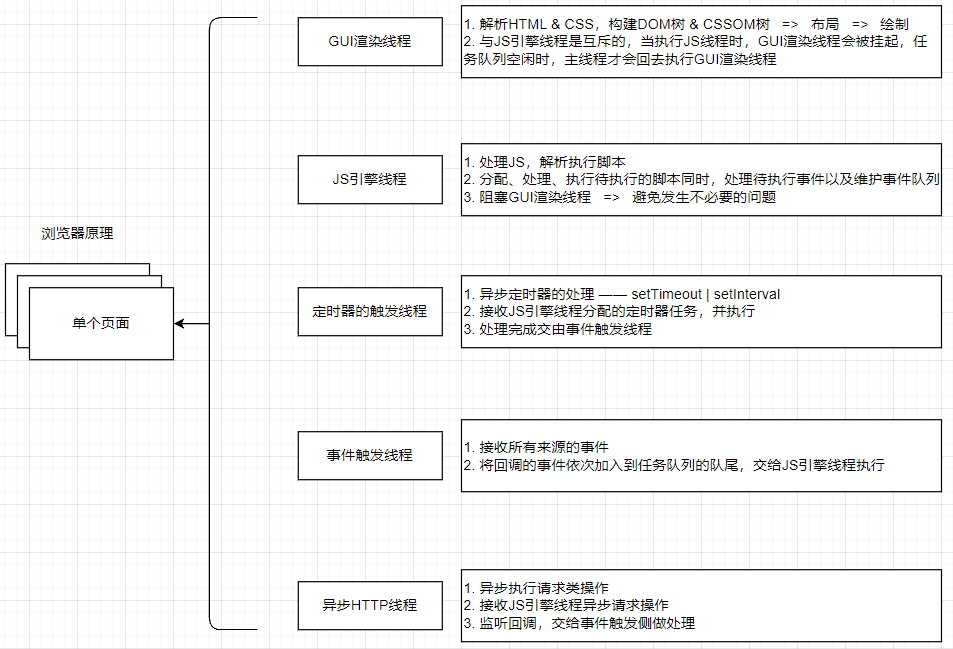 浏览器原理
单个页面
GUI渲染线程
1. 解析HTML & CSS，构建DOM树 & CSSOM树 => 布局 => 绘制
2. 与JS引擎线程是互斥的，当执行JS线程时，GUI渲染线程会被挂起，任
务队列空闲时，主线程才会回去执行GUI渲染线程
JS引擎线程
1. 处理JS，解析执行脚本
2. 分配、处理、执行待执行的脚本同时，处理待执行事件以及维护事件队列
3. 阻塞GUI渲染线程 => 避免发生不必要的问题
定时器的触发线程
1. 异步定时器的处理 —— setTimeout | setInterval
2. 接收JS引擎线程分配的定时器任务，并执行
3. 处理完成交由事件触发线程
事件触发线程
1. 接收所有来源的事件
2. 将回调的事件依次加入到任务队列的队尾，交给JS引擎线程执行
异步HTTP线程
1. 异步执行请求类操作
2. 接收JS引擎线程异步请求操作
3. 监听回调，交给事件触发侧做处理